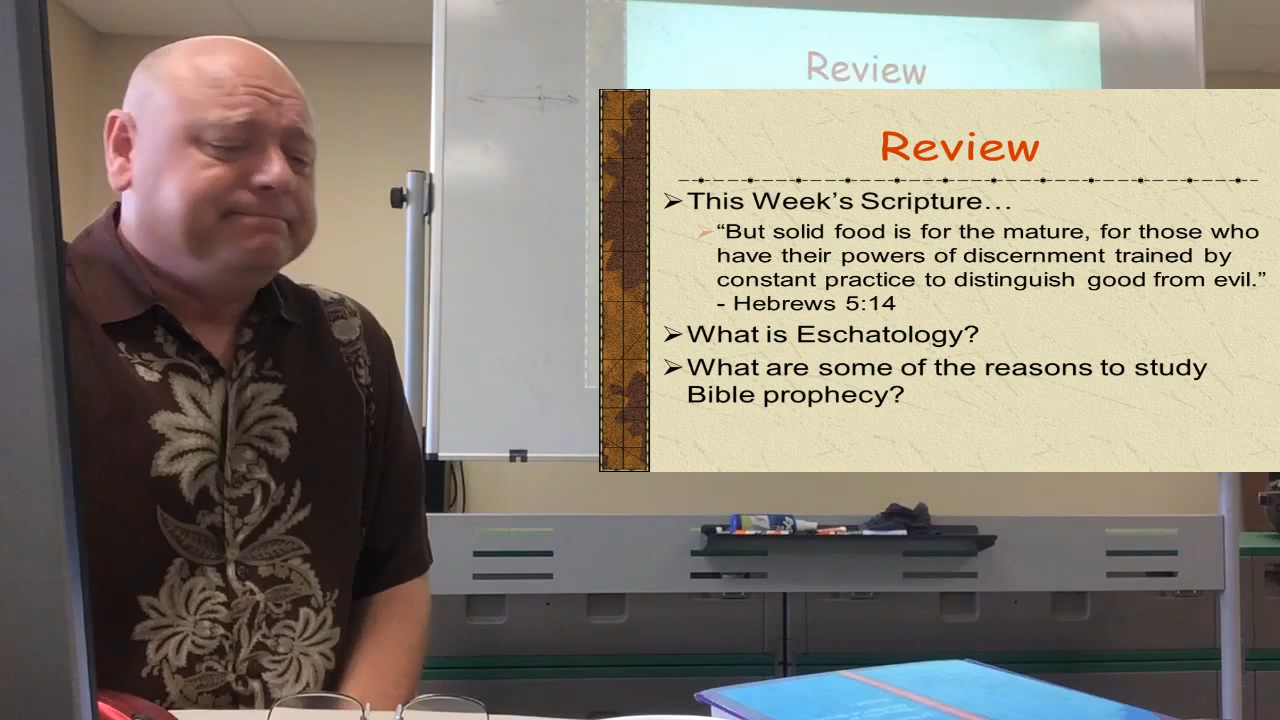 Review
Review
This Week's Scripture…
“But solid food is for the mature, for those who
have their powers of discernment trained by
constant practice to distinguish good from evil.”
- Hebrews 5:14
What is Eschatology?
What are some of the reasons to study
Bible prophecy?